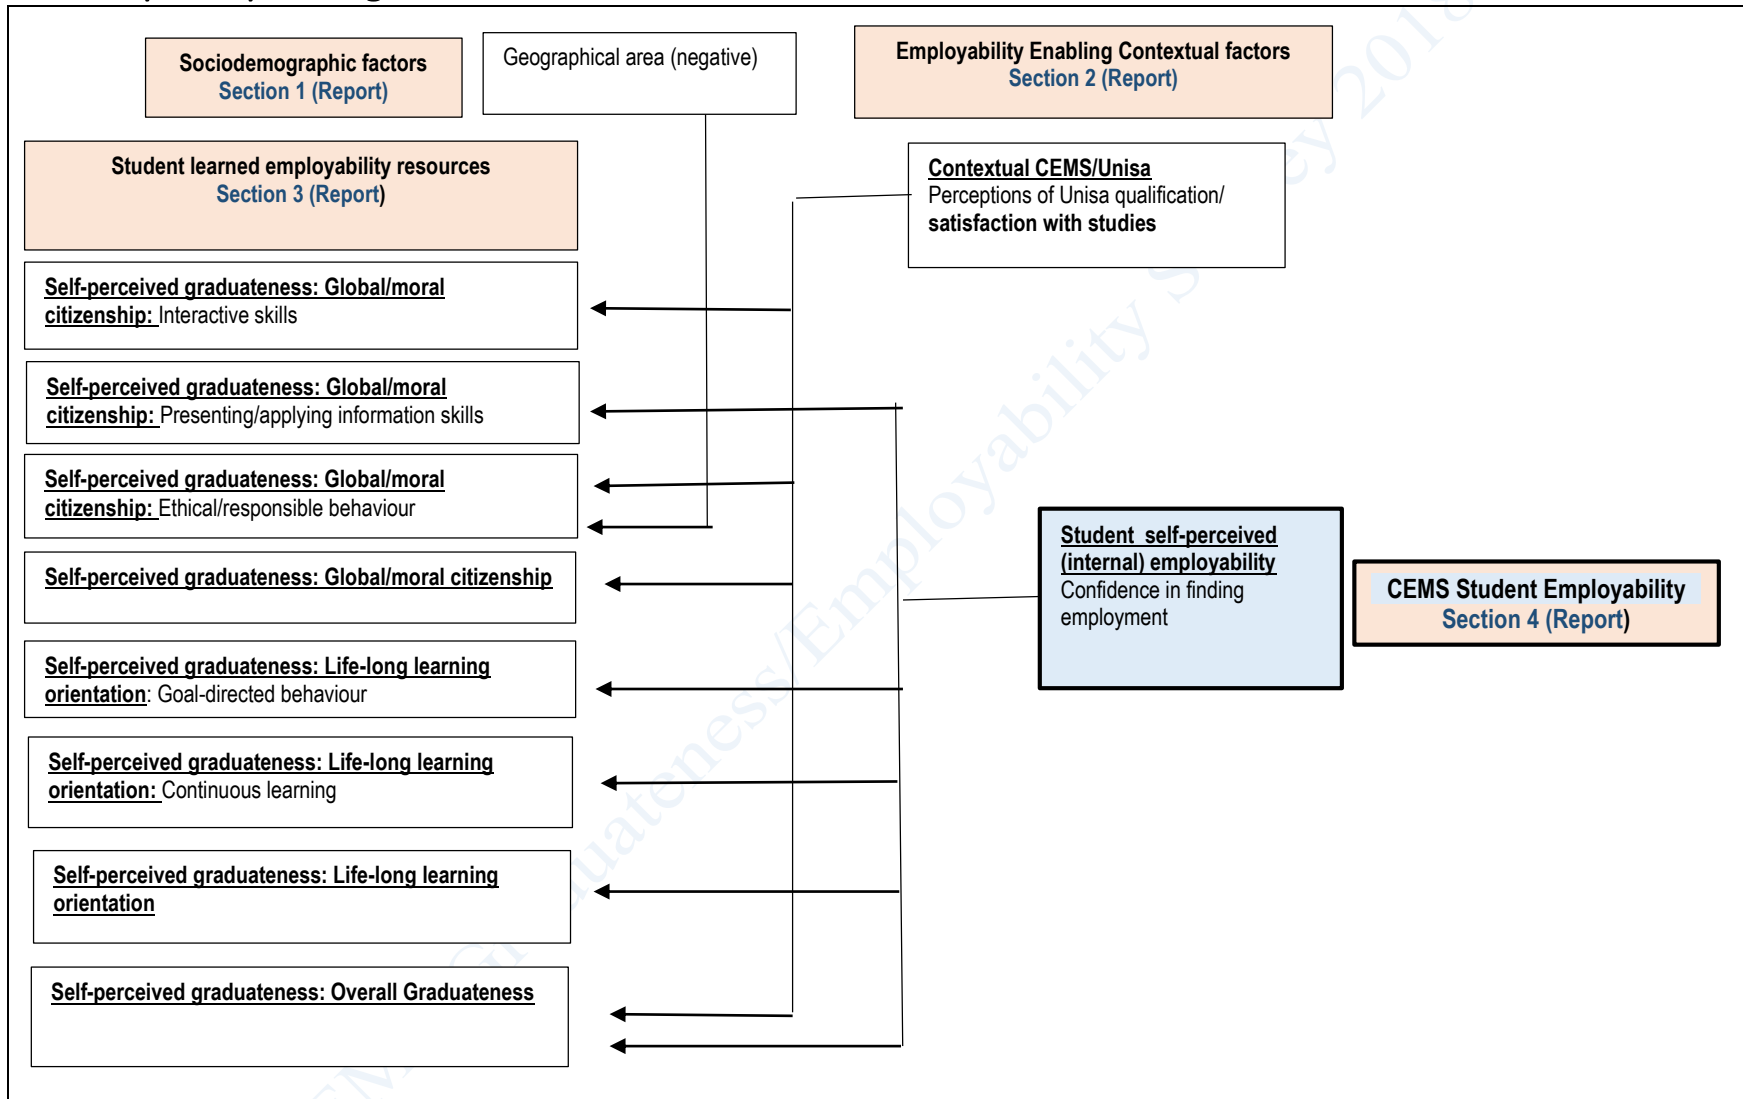 Sociodemographic factors
Section 1 (Report)
Geographical area (negative)
Employability Enabling Contextual factors
Section 2 (Report)
Student learned employability resources
Section 3 (Report)
Contextual CEMS/Unisa
Perceptions of Unisa qualification/
satisfaction with studies
Self-perceived graduateness: Global/moral
citizenship: Interactive skills
Self-perceived graduateness: Global/moral
citizenship: Presenting/applying information skills
Self-perceived graduateness: Global/moral
citizenship: Ethical/responsible behaviour
Self-perceived graduateness: Global/moral citizenship
Self-perceived graduateness: Life-long learning
orientation: Goal-directed behaviour
Self-perceived graduateness: Life-long learning
orientation: Continuous learning
Self-perceived graduateness: Life-long learning
orientation
Self-perceived graduateness: Overall Graduateness
Student self-perceived
(internal) employability
Confidence in finding
employment
CEMS Student Employability
Section 4 (Report)
Graduateness/Employability 2018